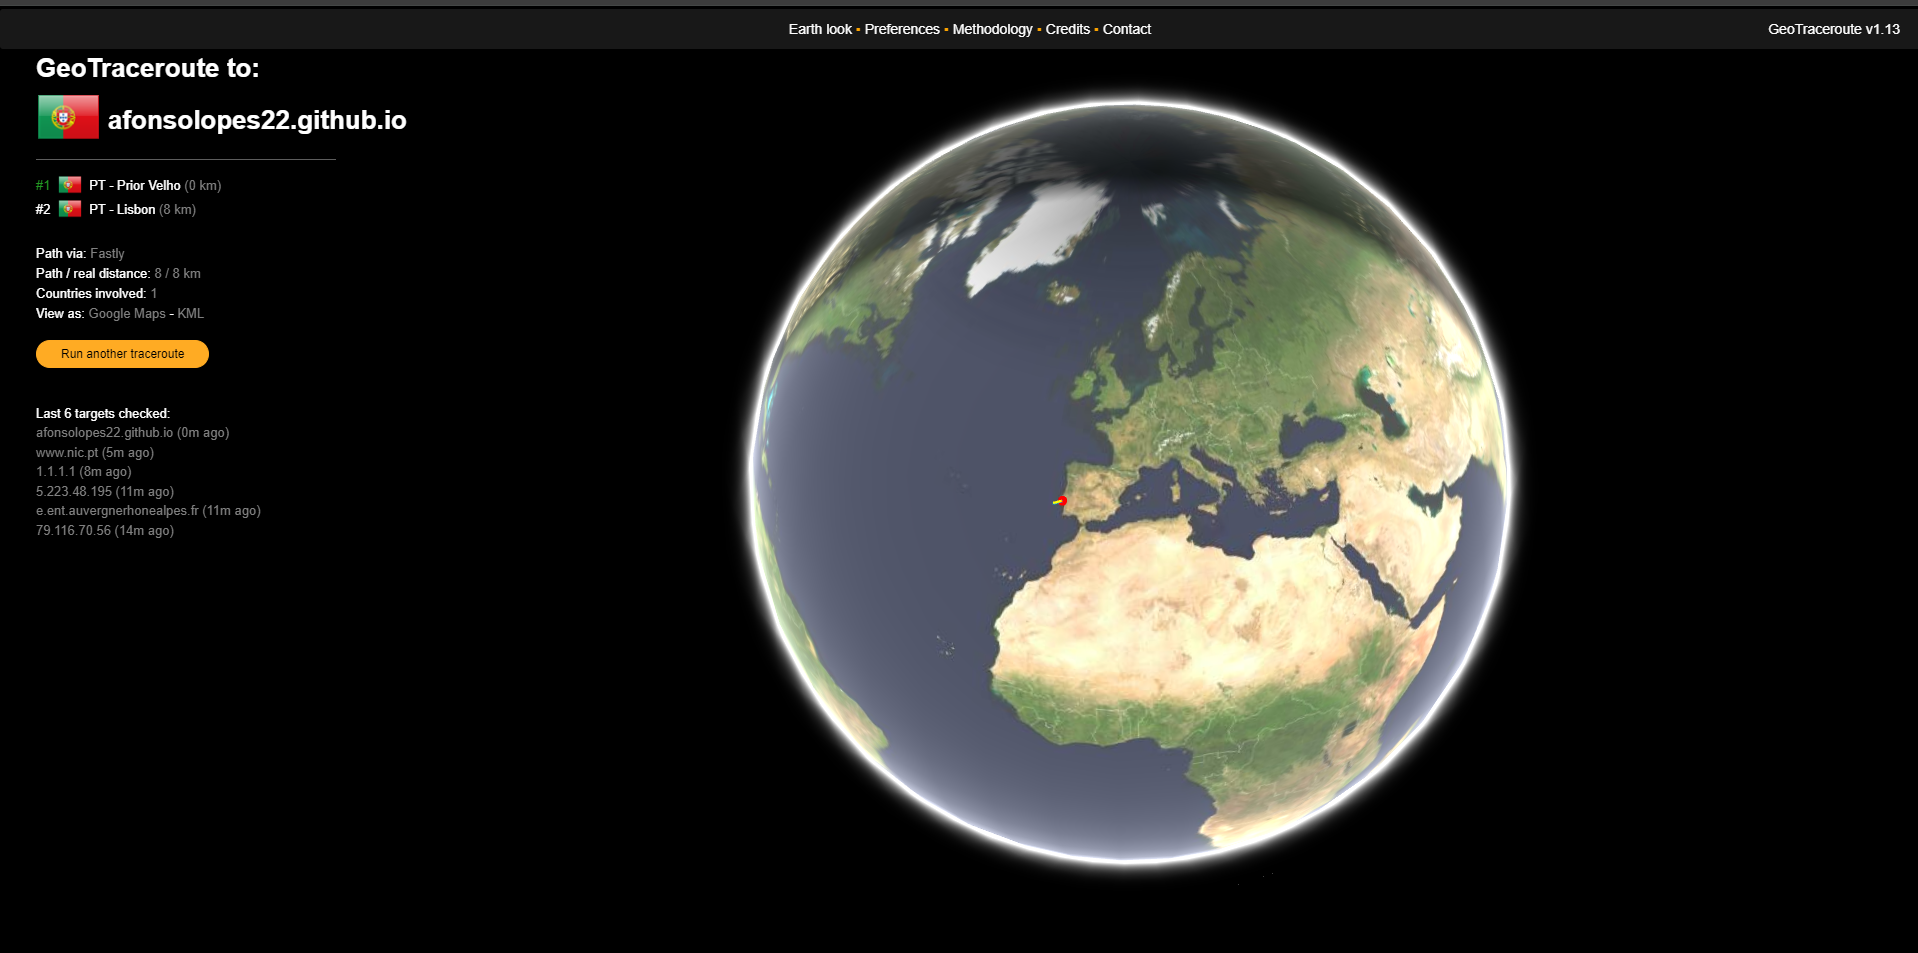 Earth look ▪ Preferences ▪ Methodology ▪ Credits ▪ Contact
GeoTraceroute v1.13
GeoTraceroute to:
afonsolopes22.github.io
#1 PT - Prior Velho (0 km)
#2 PT - Lisbon (8 km)
Path via: Fastly
Path / real distance: 8 / 8 km
Countries involved: 1
View as: Google Maps - KML
Run another traceroute
Last 6 targets checked:
afonsolopes22.github.io (0m ago)
www.nic.pt (5m ago)
1.1.1.1 (8m ago)
5.223.48.195 (11m ago)
e.ent.auvergnerhonealpes.fr (11m ago)
79.116.70.56 (14m ago)